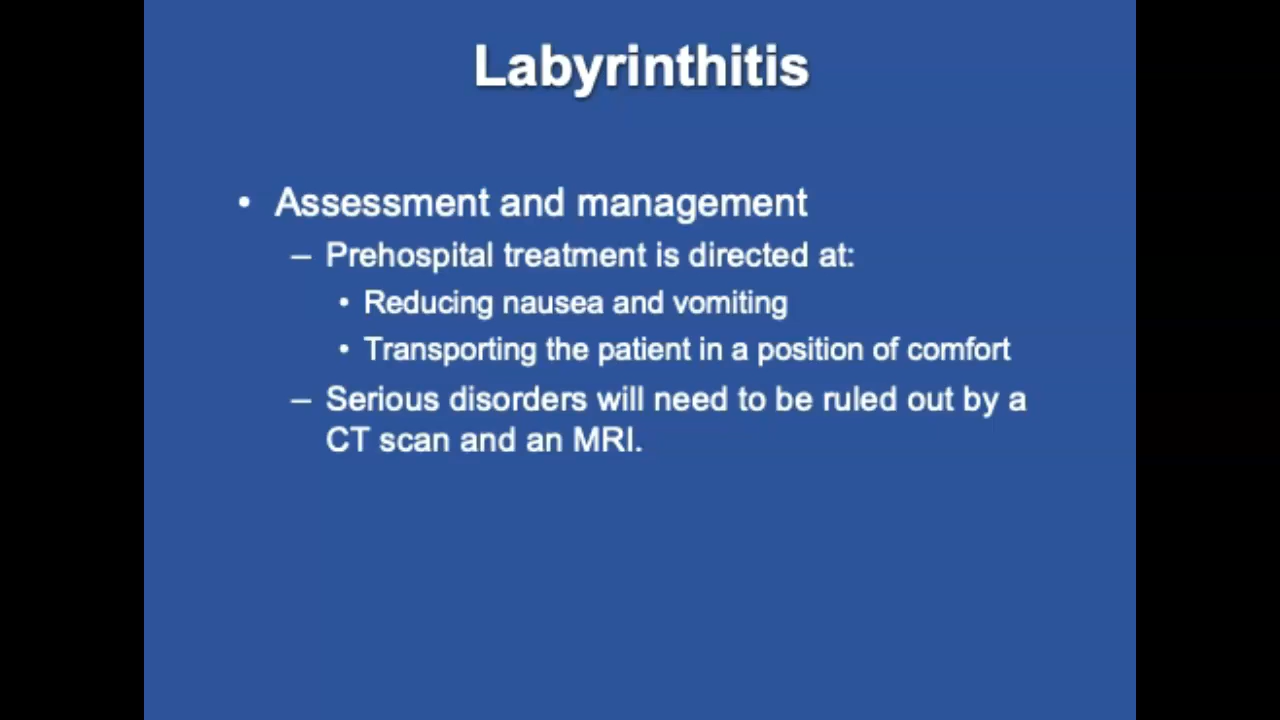 Labyrinthitis
• Assessment and management
– Prehospital treatment is directed at:
• Reducing nausea and vomiting
• Transporting the patient in a position of comfort
– Serious disorders will need to be ruled out by a
CT scan and an MRI.